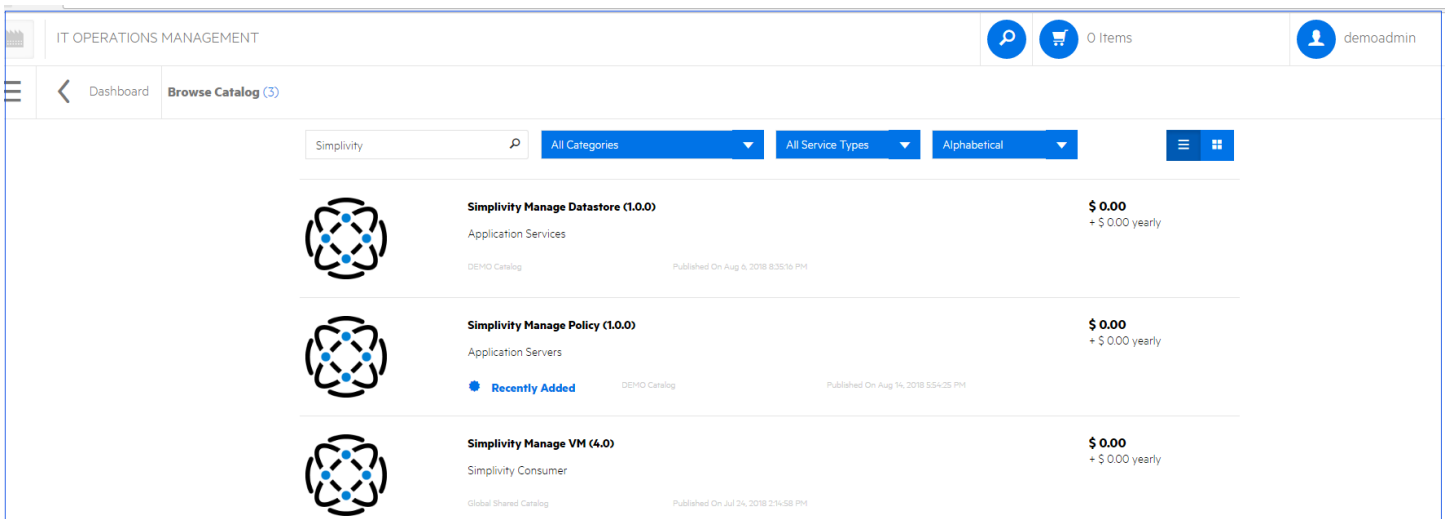 IT OPERATIONS MANAGEMENT
0 Items
demoadmin
Dashboard
Browse Catalog (3)
Simplivity
All Categories
All Service Types
Alphabetical
Simplivity Manage Datastore (1.0.0)
$ 0.00
+ $ 0.00 yearly
Application Services
DEMO Catalog
Published On Aug 6, 2018 8:35:16 PM
Simplivity Manage Policy (1.0.0)
$ 0.00
+ $ 0.00 yearly
Application Servers
Recently Added
DEMO Catalog
Published On Aug 14, 2018 5:54:25 PM
Simplivity Manage VM (4.0)
$ 0.00
+ $ 0.00 yearly
Simplivity Consumer
Global Shared Catalog
Published On Jul 24, 2018 2:14:58 PM